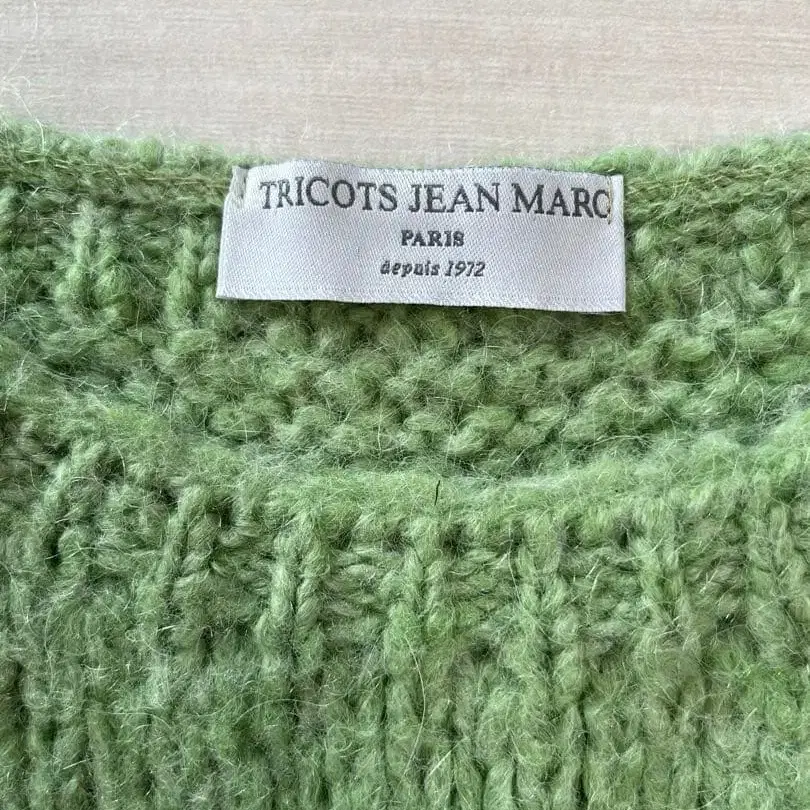 TRICOTS JEAN MARC
PARIS
depuis 1972